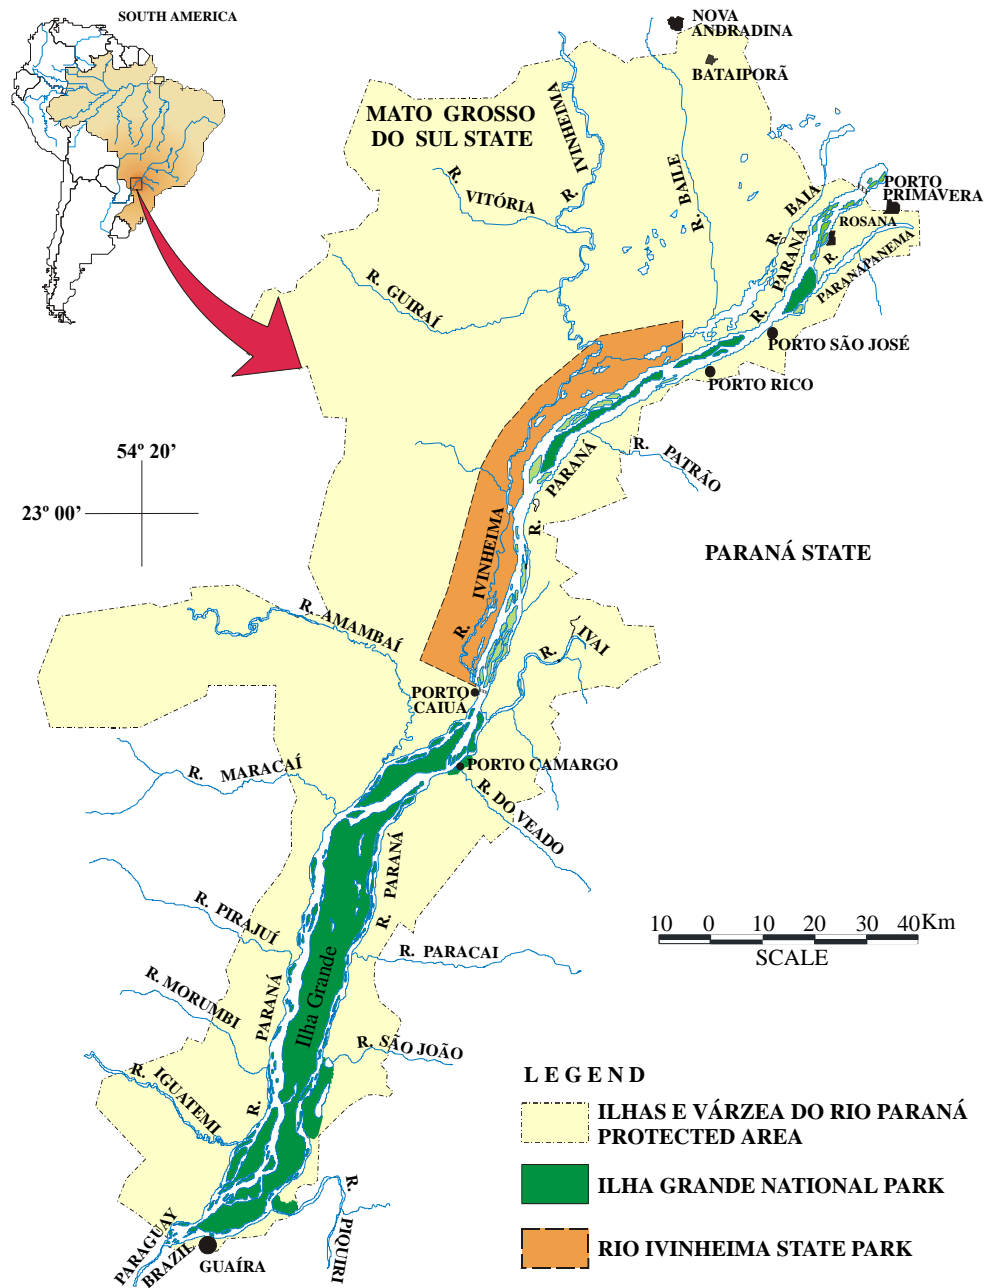 SOUTH AMERICA
NOVA
ANDRADINA
BATAIPORÃ
MATO GROSSO
DO SUL STATE
R. IVINHEIMA
R. BAILE
R. VITÓRIA
R. GUIRAÍ
R. BAIA
PORTO
PRIMAVERA
ROSANA
R. PARANÁ
R. PARANAPANEMA
PORTO SÃO JOSÉ
PORTO RICO
54º 20’
23º 00’
R. PATRÃO
R. PARANÁ
R. IVINHEIMA
PARANÁ STATE
R. AMAMBAÍ
R. IVAI
PORTO
CAIUÁ
PORTO CAMARGO
R. MARACAÍ
R. DO VEADO
R. PARANÁ
R. PIRAJUÍ
R. PARACAI
10 0 10 20 30 40Km
SCALE
R. MORUMBI
R. PARANÁ
Ilha Grande
R. SÃO JOÃO
R. IGUATEMI
R. PIQUIRI
PARAGUAY
BRAZIL
GUAÍRA
LEGEND
ILHAS E VÁRZEA DO RIO PARANÁ
PROTECTED AREA
ILHA GRANDE NATIONAL PARK
RIO IVINHEIMA STATE PARK